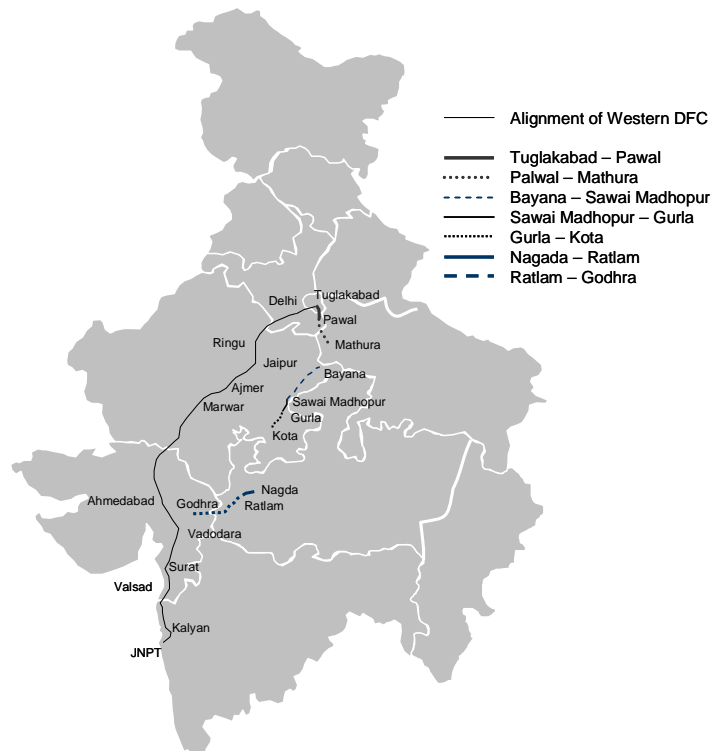 Alignment of Western DFC
Tuglakabad – Pawal
Palwal – Mathura
Bayana – Sawai Madhopur
Sawai Madhopur – Gurla
Gurla – Kota
Nagada – Ratlam
Ratlam – Godhra
Delhi
Tuglakabad
Pawal
Ringu
Mathura
Jaipur
Bayana
Ajmer
Marwar
Sawai Madhopur
Gurla
Kota
Nagda
Ahmedabad
Godhra
Ratlam
Vadodara
Surat
Valsad
Kalyan
JNPT